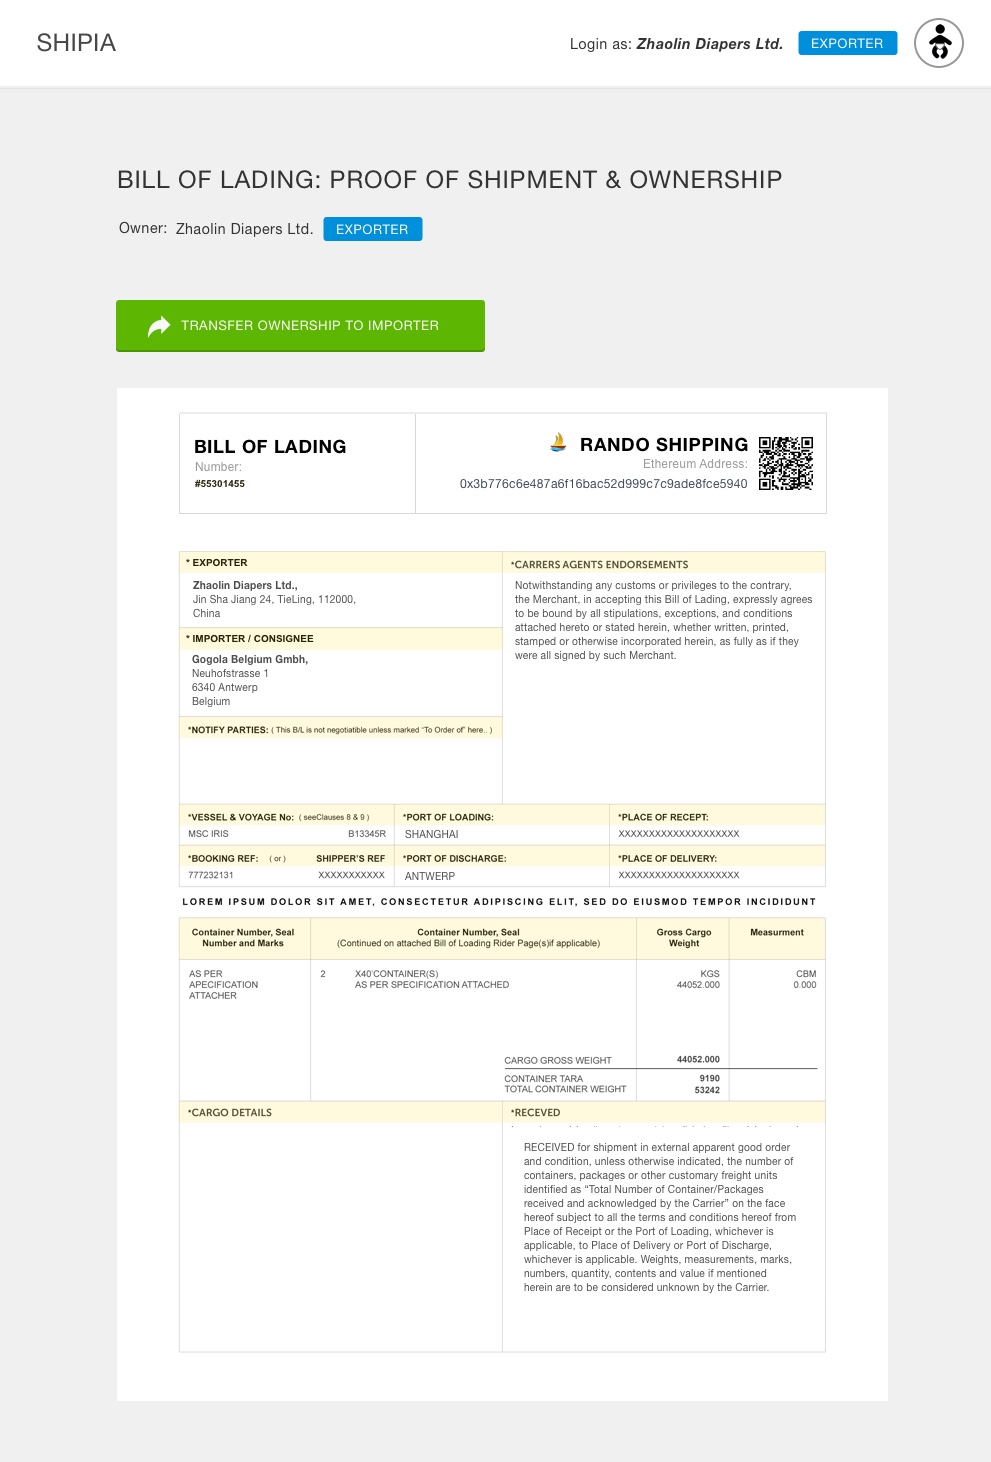 SHIPIA
Login as: Zhaolin Diapers Ltd. EXPORTER
BILL OF LADING: PROOF OF SHIPMENT & OWNERSHIP
Owner: Zhaolin Diapers Ltd. EXPORTER
TRANSFER OWNERSHIP TO IMPORTER
BILL OF LADING
Number:
#55301455
RANDO SHIPPING
Ethereum Address:
0x3b776c6e487a6f16bac52d999c7c9ade8fce5940
* EXPORTER
Zhaolin Diapers Ltd.,
Jin Sha Jiang 24, TieLing, 112000,
China
* IMPORTER / CONSIGNEE
Gogola Belgium Gmbh,
Neuhofstrasse 1
6340 Antwerp
Belgium
*NOTIFY PARTIES: ( This B/L is not negotiatible unless marked “To Order of” here.. )
*CARRERS AGENTS ENDORSEMENTS
Notwithstanding any customs or privileges to the contrary,
the Merchant, in accepting this Bill of Lading, expressly agrees
to be bound by all stipulations, exceptions, and conditions
attached hereto or stated herein, whether written, printed,
stamped or otherwise incorporated herein, as fully as if they
were all signed by such Merchant.
*VESSEL & VOYAGE No: ( seeClauses 8 & 9 ) *PORT OF LOADING: *PLACE OF RECEPT:
MSC IRIS B13345R SHANGHAI XXXXXXXXXXXXXXXXXXXX
*BOOKING REF: ( or ) SHIPPER'S REF *PORT OF DISCHARGE: *PLACE OF DELIVERY:
777232131 XXXXXXXXXXX ANTWERP XXXXXXXXXXXXXXXXXXXX
LOREM IPSUM DOLOR SIT AMET, CONSECTETUR ADIPISCING ELIT, SED DO EIUSMOD TEMPOR INCIDIDUNT
Container Number, Seal Container Number, Seal Gross Cargo Measurment
Number and Marks (Continued on attached Bill of Loading Rider Page(s)if applicable) Weight
AS PER 2 X40'CONTAINER(S) KGS CBM
APECIFICATION AS PER SPECIFICATION ATTACHED 44052.000 0.000
ATTACHER
CARGO GROSS WEIGHT 44052.000
CONTAINER TARA 9190
TOTAL CONTAINER WEIGHT 53242
*CARGO DETAILS
*RECEVED
RECEIVED for shipment in external apparent good order
and condition, unless otherwise indicated, the number of
containers, packages or other customary freight units
identified as “Total Number of Container/Packages
received and acknowledged by the Carrier” on the face
hereof subject to all the terms and conditions hereof from
Place of Receipt or the Port of Loading, whichever is
applicable, to Place of Delivery or Port of Discharge,
whichever is applicable. Weights, measurements, marks,
numbers, quantity, contents and value if mentioned
herein are to be considered unknown by the Carrier.